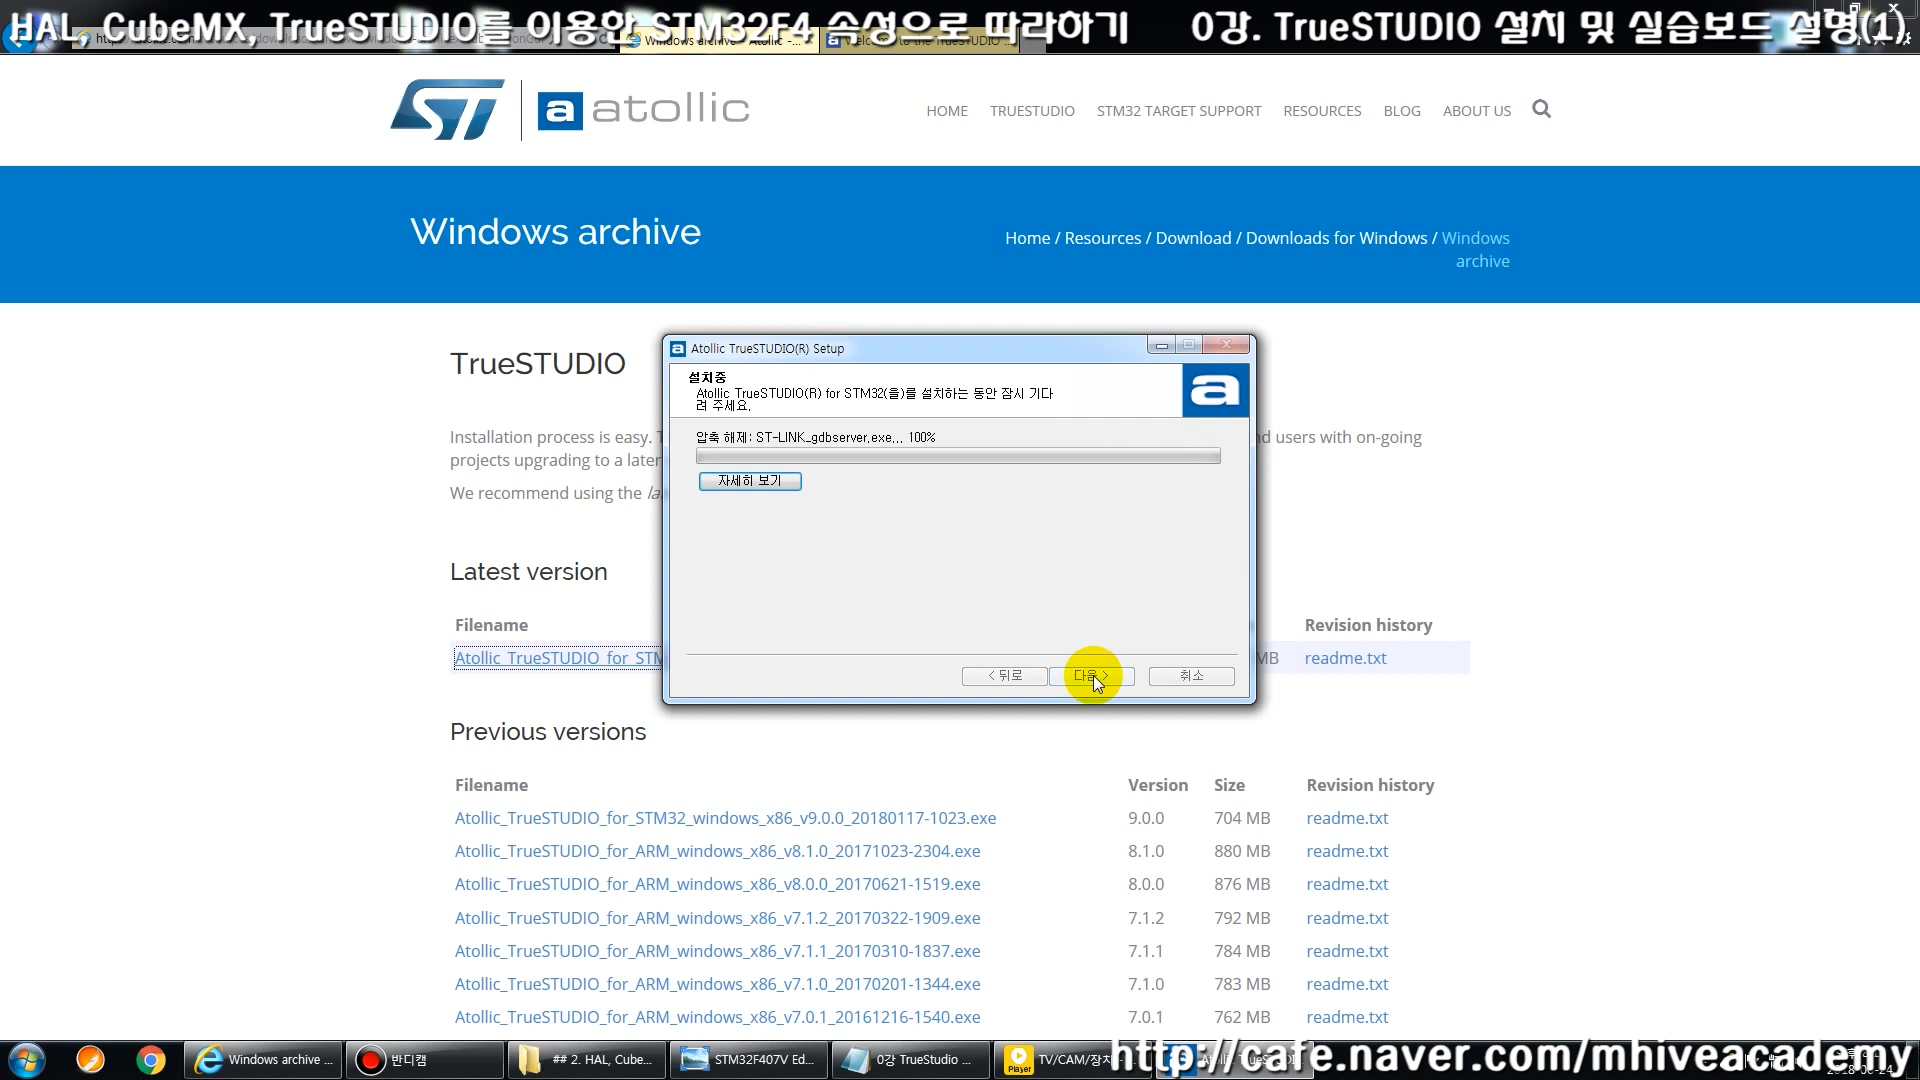 HAL, CubeMX, TrueSTUDIO를 이용한 STM32F4 속성으로 따라하기 0강. TrueSTUDIO 설치 및 실습보드 설명(1)
ST a atollic
HOME TRUESTUDIO STM32 TARGET SUPPORT RESOURCES BLOG ABOUT US
Windows archive
Home / Resources / Download / Downloads for Windows / Windows
archive
TrueSTUDIO
Installation process is easy.
d users with on-going
projects upgrading to a later
We recommend using the
Latest version
Filename Revision history
Atollic_TrueSTUDIO_for_STM MB readme.txt
a Atollic TrueSTUDIO(R) Setup
설치중
Atollic TrueSTUDIO(R) for STM32(을)를 설치하는 동안 잠시 기다
려 주세요.
a
압축 해제: ST-LINK_gdbserver.exe... 100%
자세히 보기
< 뒤로 다음 > 취소
Previous versions
Filename Version Size Revision history
Atollic_TrueSTUDIO_for_STM32_windows_x86_v9.0.0_20180117-1023.exe 9.0.0 704 MB readme.txt
Atollic_TrueSTUDIO_for_ARM_windows_x86_v8.1.0_20171023-2304.exe 8.1.0 880 MB readme.txt
Atollic_TrueSTUDIO_for_ARM_windows_x86_v8.0.0_20170621-1519.exe 8.0.0 876 MB readme.txt
Atollic_TrueSTUDIO_for_ARM_windows_x86_v7.1.2_20170322-1909.exe 7.1.2 792 MB readme.txt
Atollic_TrueSTUDIO_for_ARM_windows_x86_v7.1.1_20170310-1837.exe 7.1.1 784 MB readme.txt
Atollic_TrueSTUDIO_for_ARM_windows_x86_v7.1.0_20170201-1344.exe 7.1.0 783 MB readme.txt
Atollic_TrueSTUDIO_for_ARM_windows_x86_v7.0.1_20161216-1540.exe 7.0.1 762 MB readme.txt
Windows archive ... 반디캠 ## 2. HAL, Cube... STM32F407V Ed... 0강 TrueStudio ... Player TV/CAM/장치
http://cafe.naver.com/mhiveacademy